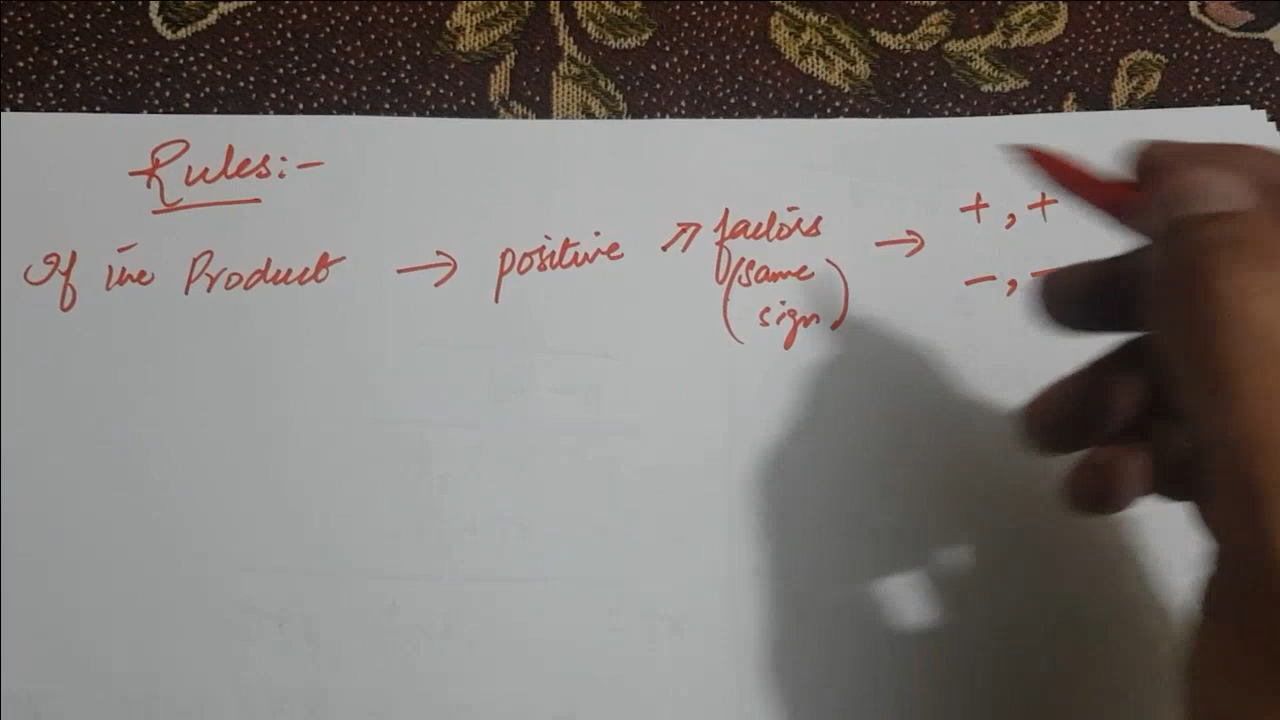 Rules:-
If the Product → positive ⇗ factors → +, +
(same sign) -, -